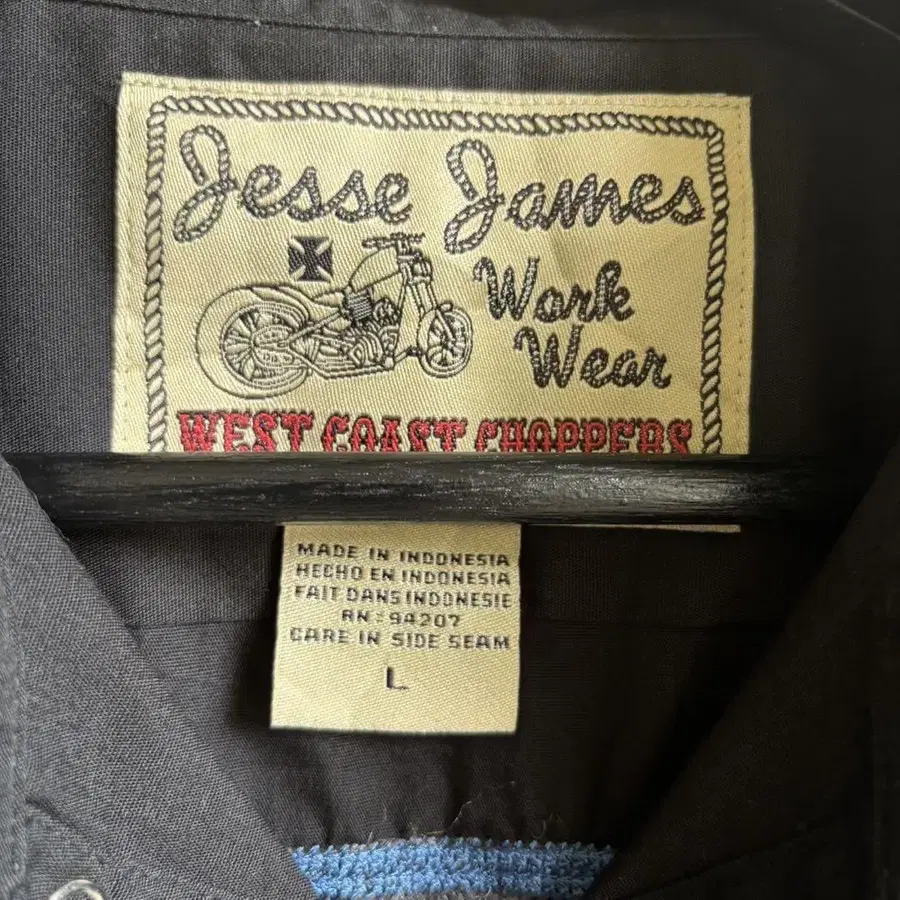 Jesse James
Work
Wear
WEST COAST CHOPPERS
MADE IN INDONESIA
HECHO EN INDONESIA
FAIT DANS INDONESIE
RN: 94207
CARE IN SIDE SEAM
L